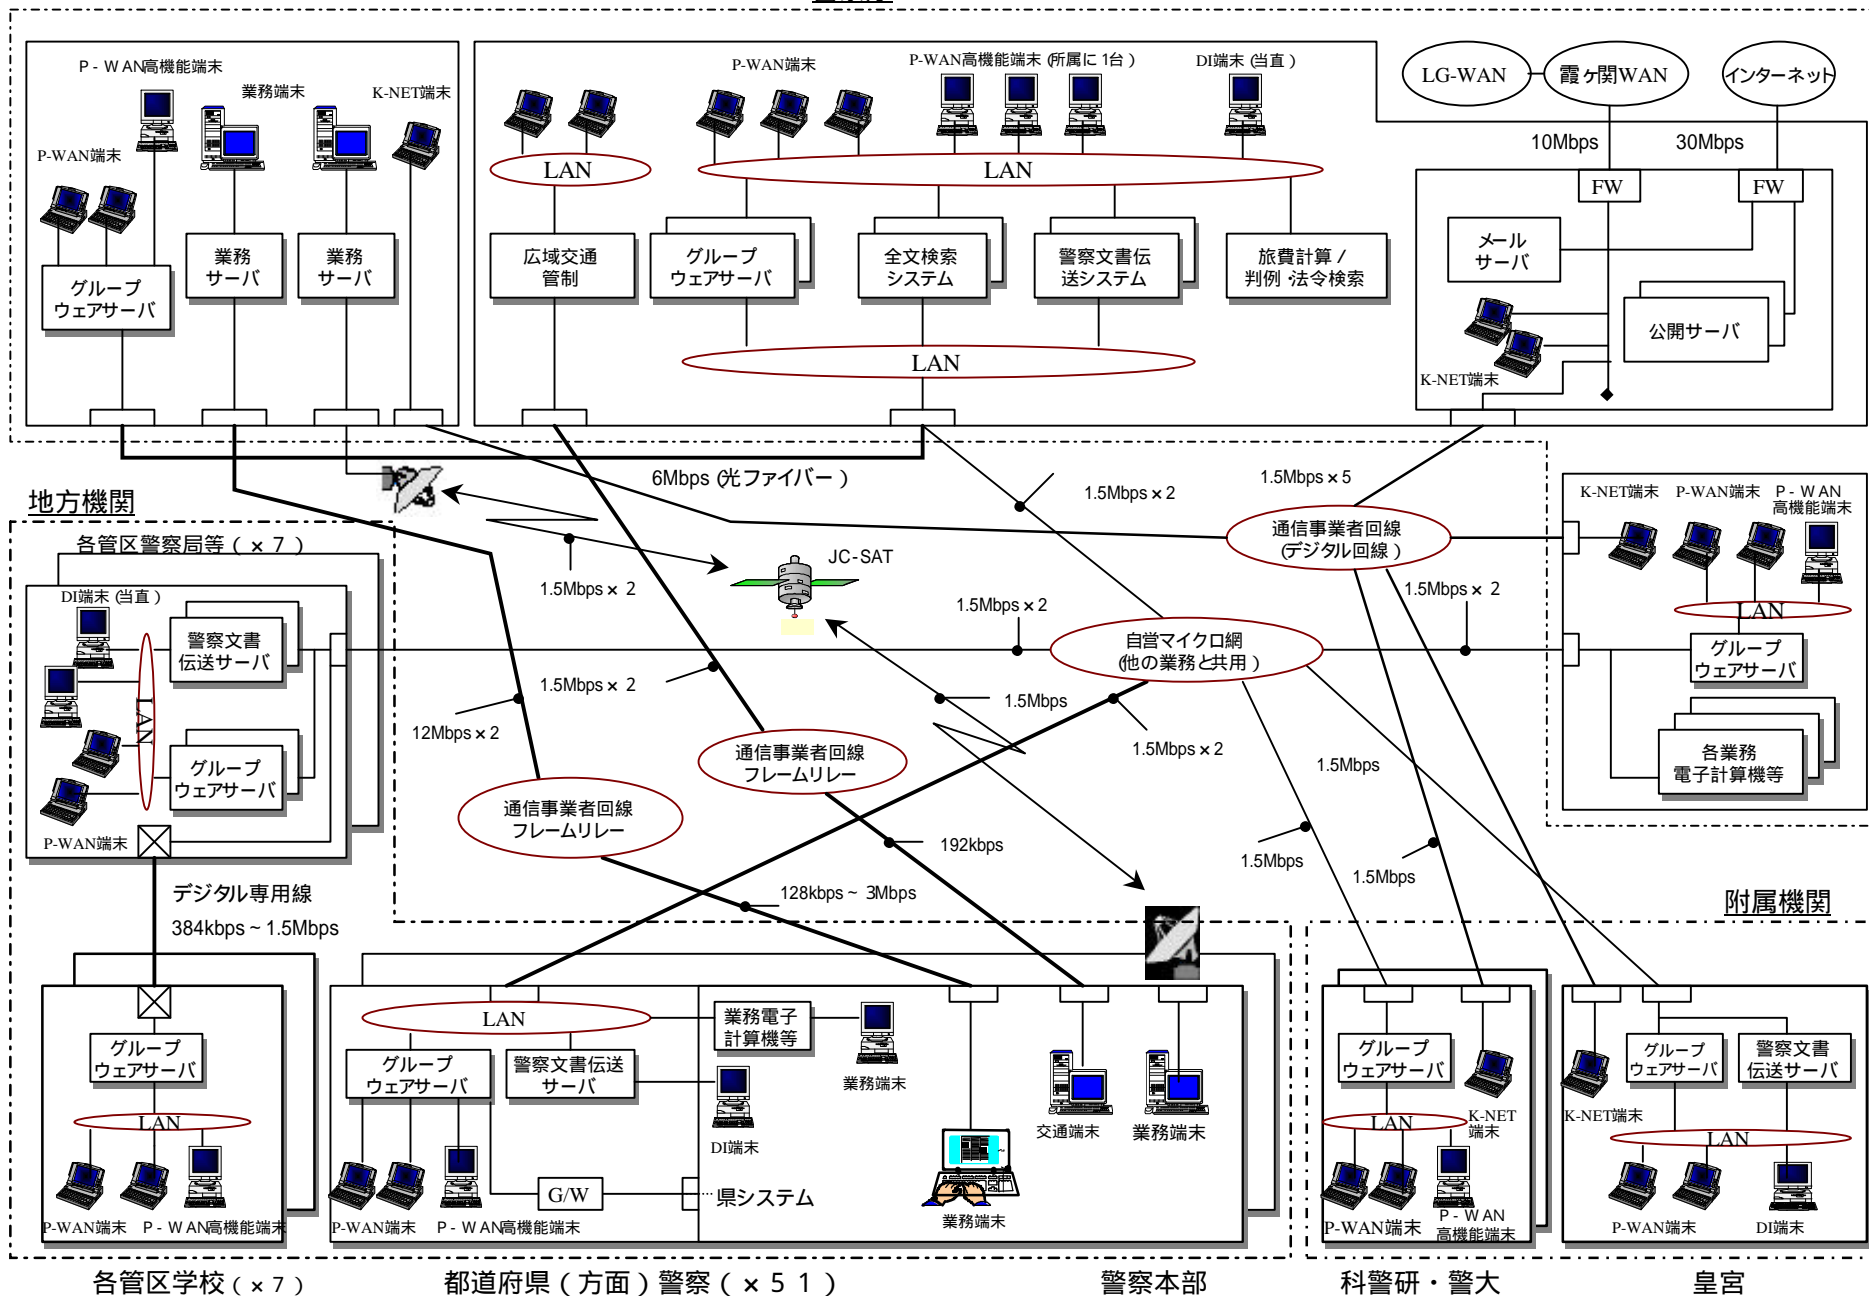 P - WAN高機能端末
業務端末
K-NET端末
P-WAN端末
グループ
ウェアサーバ
業務
サーバ
業務
サーバ
P-WAN端末
P-WAN高機能端末(所属に1台)
DI端末(当直)
LAN
LAN
広域交通
管制
グループ
ウェアサーバ
全文検索
システム
警察文書伝
送システム
旅費計算/
判例・法令検索
LAN
LG-WAN
霞ヶ関WAN
インターネット
10Mbps
30Mbps
FW
FW
メール
サーバ
公開サーバ
K-NET端末
6Mbps(光ファイバー)
1.5Mbps×2
1.5Mbps×5
通信事業者回線
(デジタル回線)
JC-SAT
1.5Mbps×2
1.5Mbps×2
1.5Mbps×2
自営マイクロ網
(他の業務と共用)
1.5Mbps×2
12Mbps×2
1.5Mbps
1.5Mbps×2
通信事業者回線
フレームリレー
通信事業者回線
フレームリレー
192kbps
128kbps~3Mbps
1.5Mbps
1.5Mbps
1.5Mbps
K-NET端末
P-WAN端末
P - WAN
高機能端末
LAN
グループ
ウェアサーバ
各業務
電子計算機等
地方機関
各管区警察局等(×7)
DI端末(当直)
警察文書
伝送サーバ
LAN
グループ
ウェアサーバ
P-WAN端末
デジタル専用線
384kbps~1.5Mbps
グループ
ウェアサーバ
LAN
P-WAN端末
P - WAN高機能端末
各管区学校(×7)
LAN
業務電子
計算機等
業務端末
グループ
ウェアサーバ
警察文書伝送
サーバ
DI端末
P-WAN端末
P - WAN高機能端末
G/W
…県システム
業務端末
交通端末
業務端末
都道府県(方面)警察(×51)
警察本部
附属機関
グループ
ウェアサーバ
LAN
K-NET
端末
P-WAN端末
P - WAN
高機能端末
科警研・警大
グループ
ウェアサーバ
警察文書
伝送サーバ
K-NET端末
LAN
P-WAN端末
DI端末
皇宮